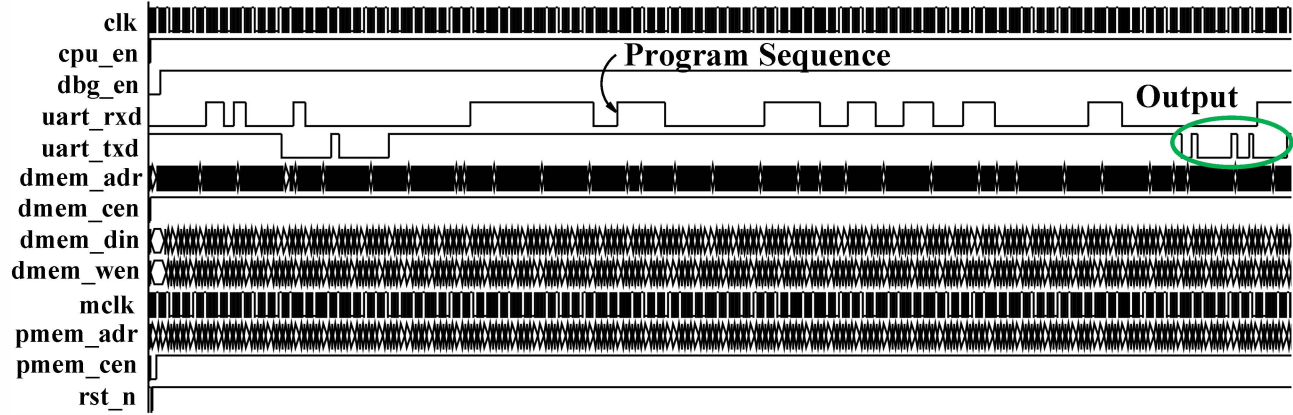 clk
cpu_en
Program Sequence
dbg_en
Output
uart_rxd
uart_txd
dmem_adr
dmem_cen
dmem_din
dmem_wen
mclk
pmem_adr
pmem_cen
rst_n